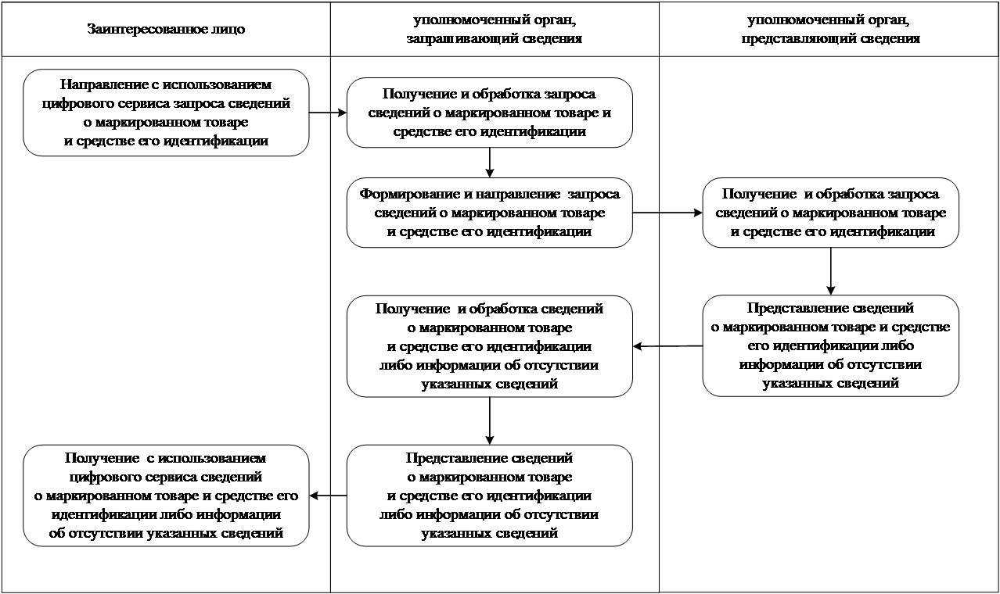 Заинтересованное лицо
уполномоченный орган,
запрашивающий сведения
уполномоченный орган,
представляющий сведения
Направление с использованием
цифрового сервиса запроса сведений
о маркированном товаре
и средстве его идентификации
Получение и обработка запроса
сведений о маркированном товаре и
средстве его идентификации
Формирование и направление запроса
сведений о маркированном товаре
и средстве его идентификации
Получение и обработка запроса
сведений о маркированном товаре
и средстве его идентификации
Представление сведений
о маркированном товаре и средстве
его идентификации либо
информации об отсутствии
указанных сведений
Получение и обработка сведений
о маркированном товаре
и средстве его идентификации
либо информации об отсутствии
указанных сведений
Представление сведений
о маркированном товаре
и средстве его идентификации
либо информации об отсутствии
указанных сведений
Получение с использованием
цифрового сервиса сведений
о маркированном товаре и средстве его
идентификации либо информации
об отсутствии указанных сведений